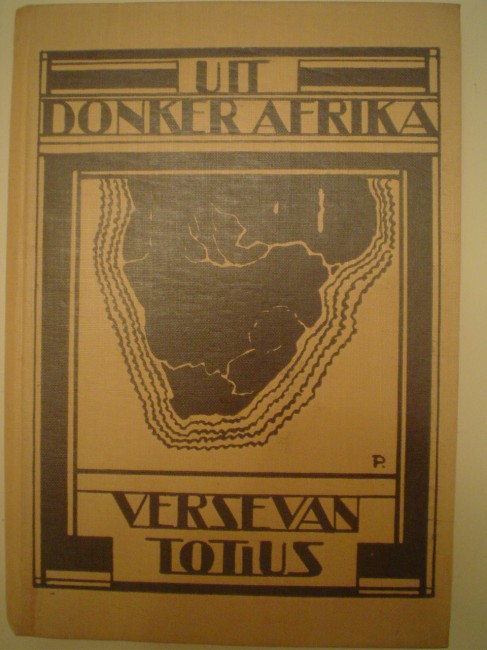 UIT
DONKER AFRIKA
P.
VERSE VAN
TOTIUS